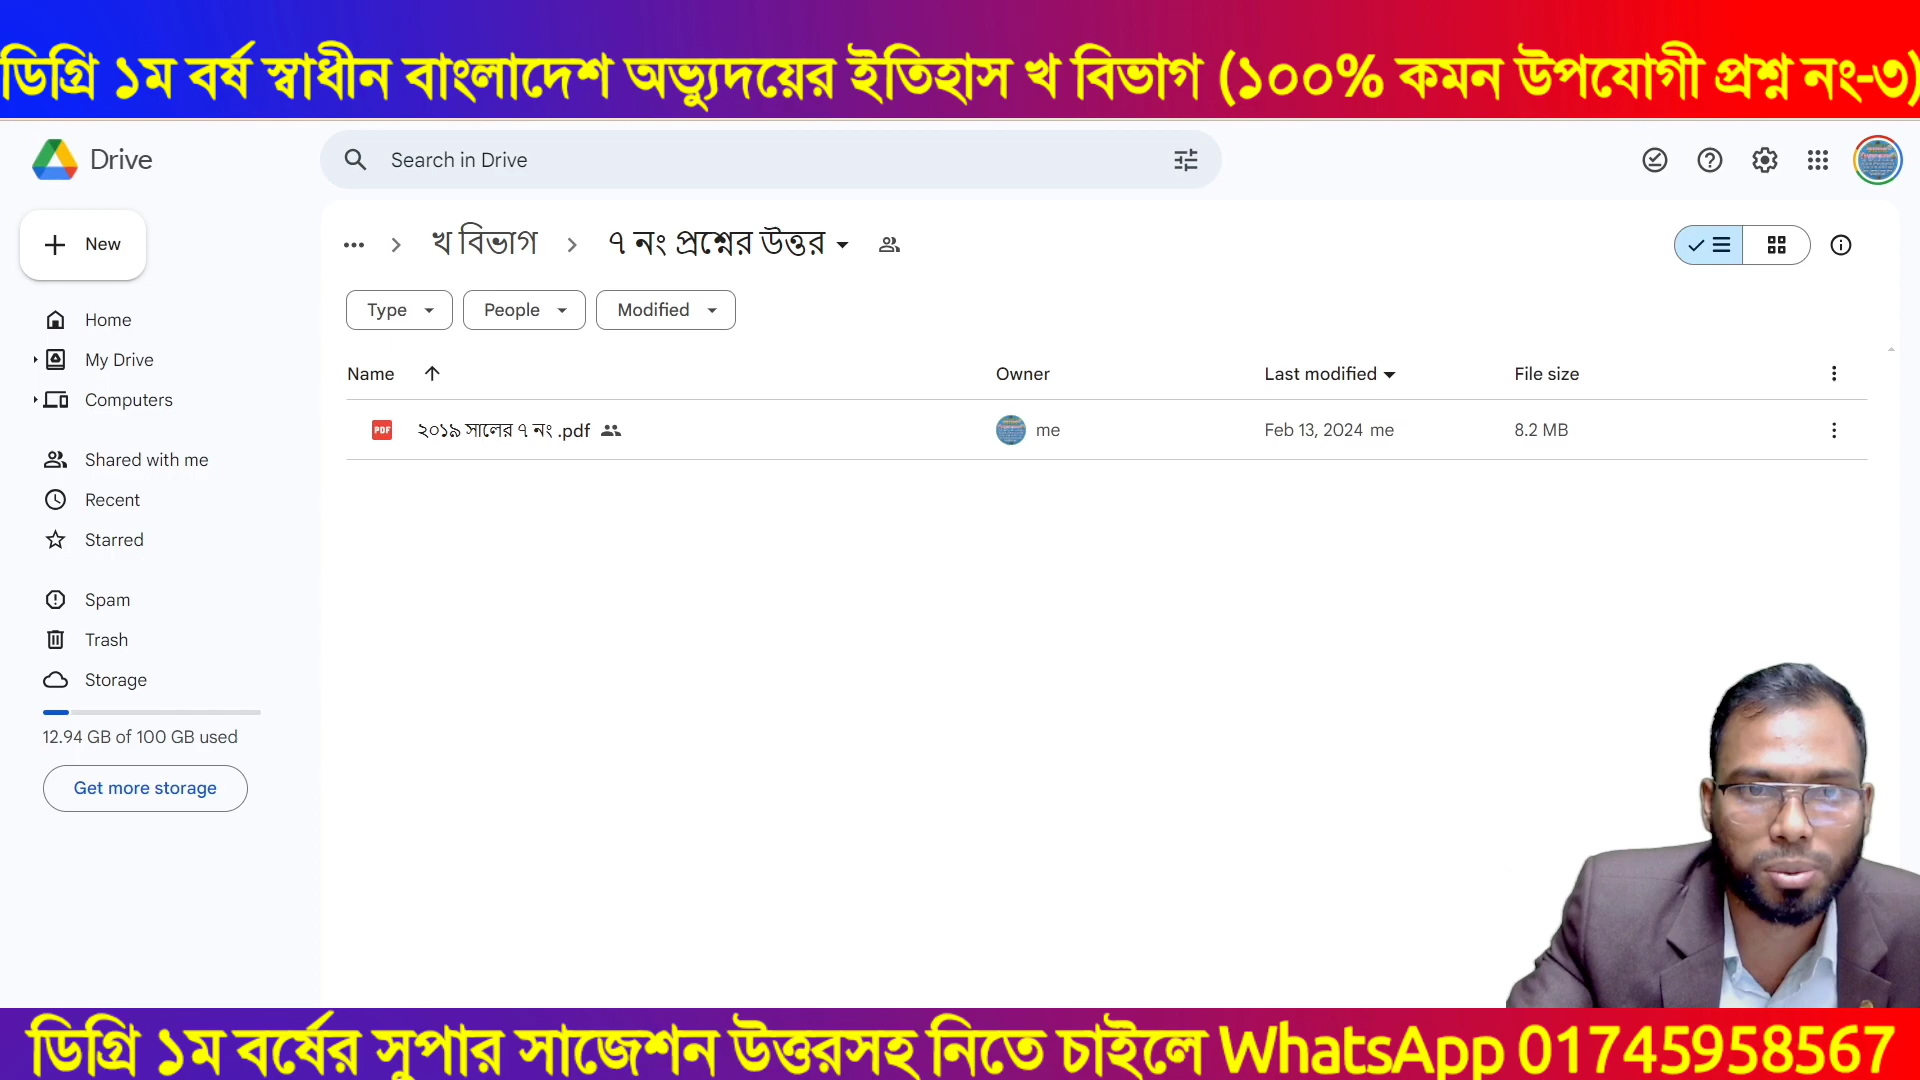 ডিগ্রি ১ম বর্ষ স্বাধীন বাংলাদেশ অভ্যুদয়ের ইতিহাস খ বিভাগ (১০০% কমন উপযোগী প্রশ্ন নং-৩)
Drive
Search in Drive
New
... > খ বিভাগ > ৭ নং প্রশ্নের উত্তর
Type People Modified
Home
My Drive
Computers
Shared with me
Recent
Starred
Spam
Trash
Storage
12.94 GB of 100 GB used
Get more storage
Name Owner Last modified File size
PDF ২০১৯ সালের ৭ নং .pdf me Feb 13, 2024 me 8.2 MB
ডিগ্রি ১ম বর্ষের সুপার সাজেশন উত্তরসহ নিতে চাইলে WhatsApp 01745958567